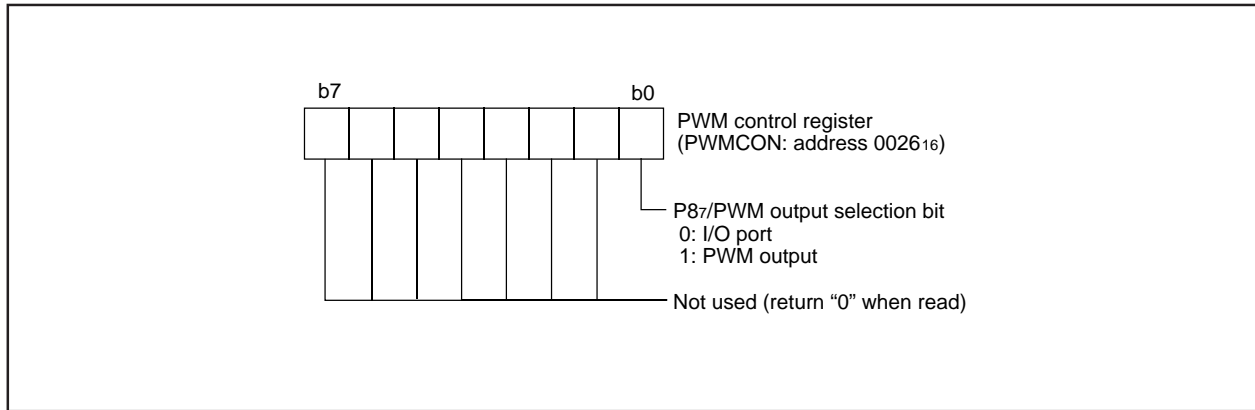 b7 b0
PWM control register
(PWMCON: address 0026₁₆)
P8₇/PWM output selection bit
0: I/O port
1: PWM output
Not used (return “0” when read)